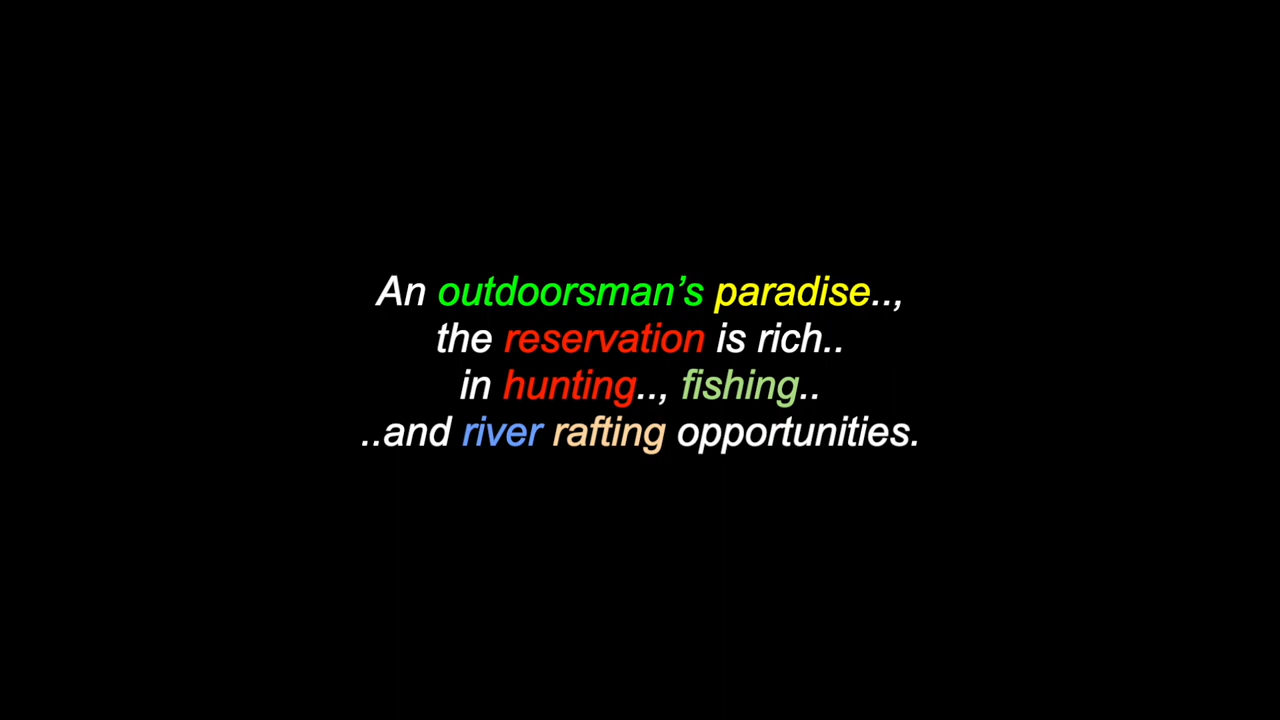 An outdoorsman’s paradise..,
the reservation is rich..
in hunting.., fishing..
..and river rafting opportunities.